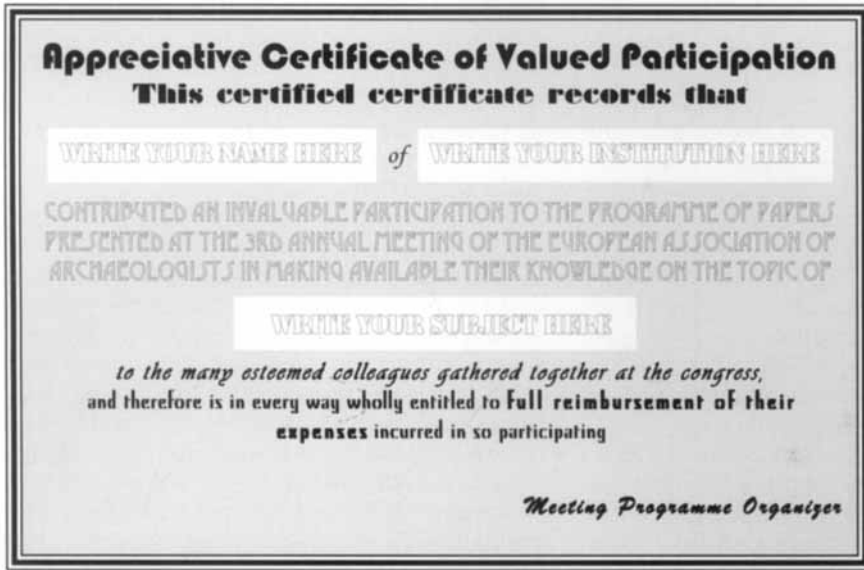 Appreciative Certificate of Valued Participation
This certified certificate records that
WRITE YOUR NAME HERE of WRITE YOUR INSTITUTION HERE
CONTRIBUTED AN INVALUABLE PARTICIPATION TO THE PROGRAMME OF PAPERS
PRESENTED AT THE 3RD ANNUAL MEETING OF THE EUROPEAN ASSOCIATION OF
ARCHAEOLOGISTS IN MAKING AVAILABLE THEIR KNOWLEDGE ON THE TOPIC OF
WRITE YOUR SUBJECT HERE
to the many esteemed colleagues gathered together at the congress,
and therefore is in every way wholly entitled to full reimbursement of their
expenses incurred in so participating
Meeting Programme Organizer